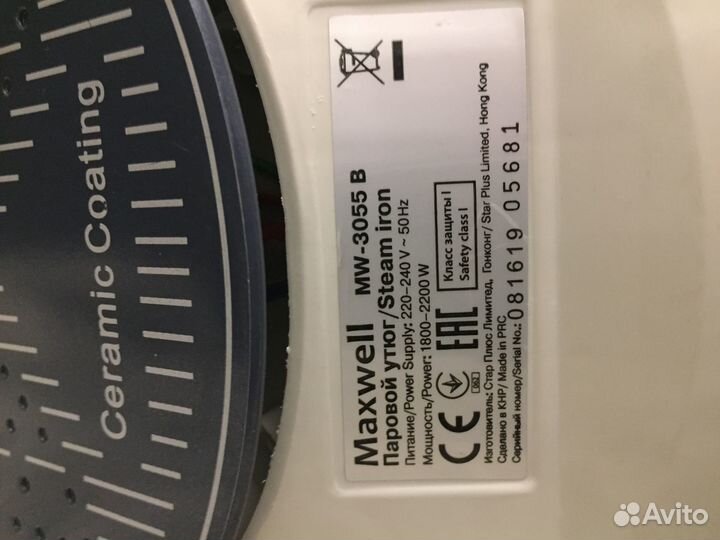 Ceramic Coating
Maxwell MW-3055 B
Паровой утюг/Steam iron
Питание/Power Supply: 220–240 V ~ 50 Hz
Мощность/Power: 1800–2200 W
CE EAC
Класс защиты I
Safety class I
Изготовитель: Стар Плюс Лимитед, Гонконг/ Star Plus Limited, Hong Kong
Сделано в КНР/ Made in PRC
Серийный номер/Serial No.: 081619 05681
Avito